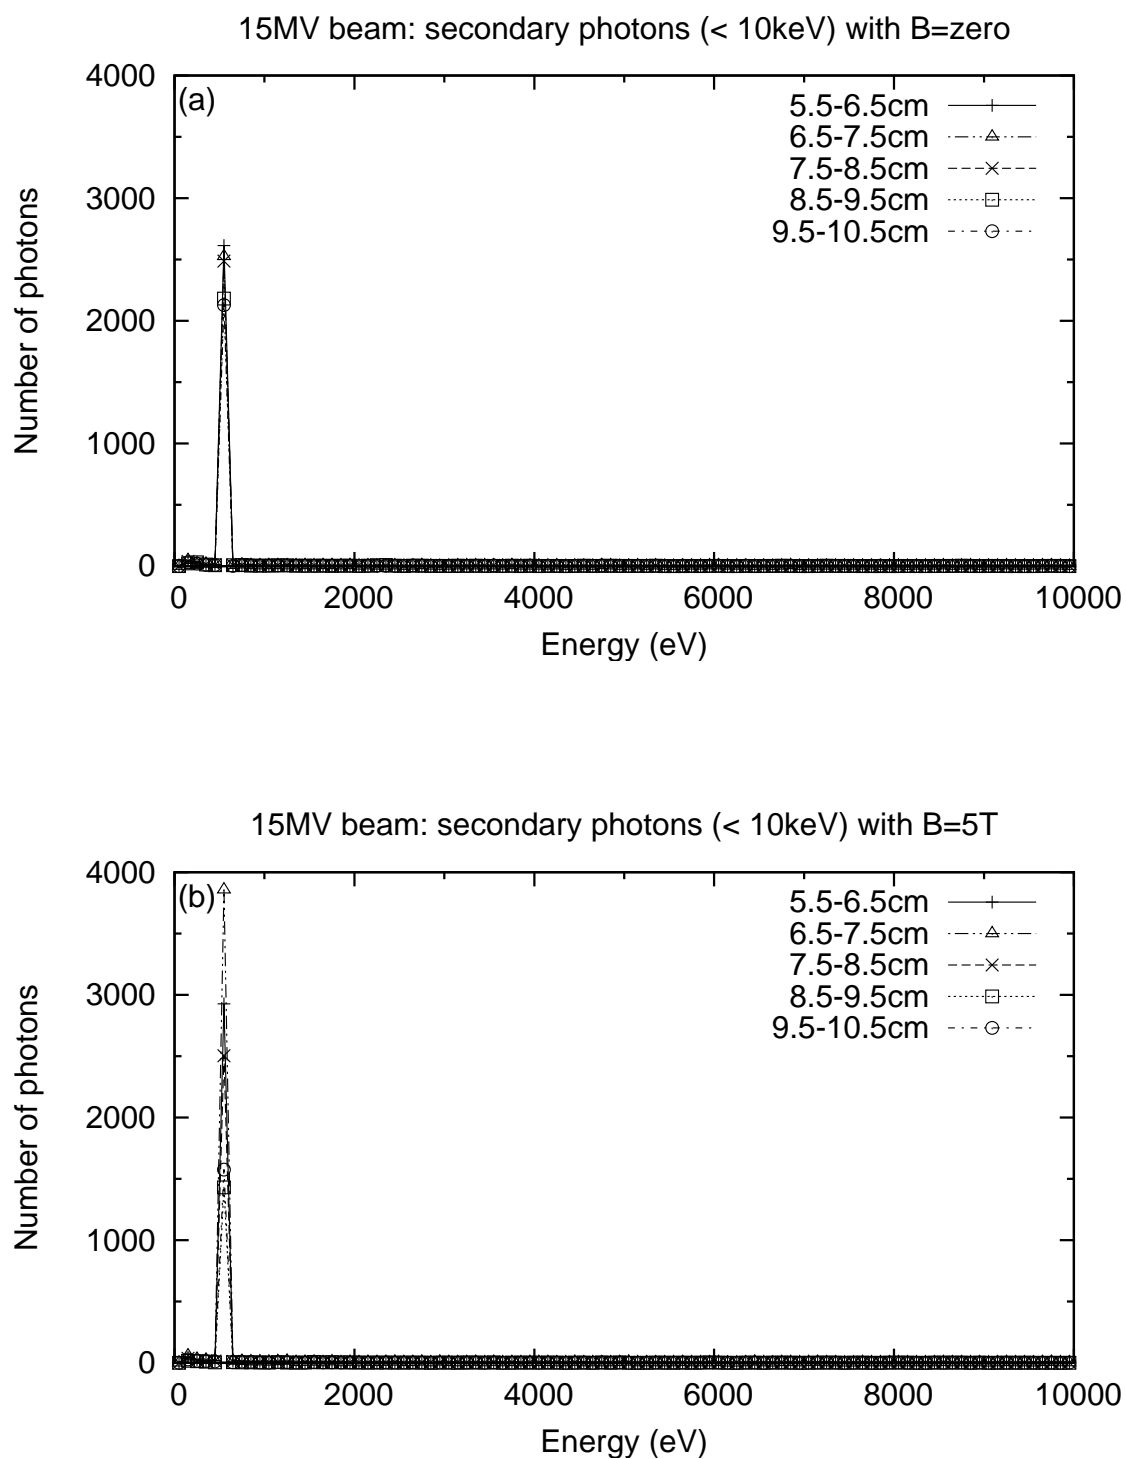 15MV beam: secondary photons (< 10keV) with B=zero
(a)
5.5-6.5cm
6.5-7.5cm
7.5-8.5cm
8.5-9.5cm
9.5-10.5cm
4000
3000
2000
1000
0
Number of photons
0 2000 4000 6000 8000 10000
Energy (eV)
15MV beam: secondary photons (< 10keV) with B=5T
(b)
5.5-6.5cm
6.5-7.5cm
7.5-8.5cm
8.5-9.5cm
9.5-10.5cm
4000
3000
2000
1000
0
Number of photons
0 2000 4000 6000 8000 10000
Energy (eV)